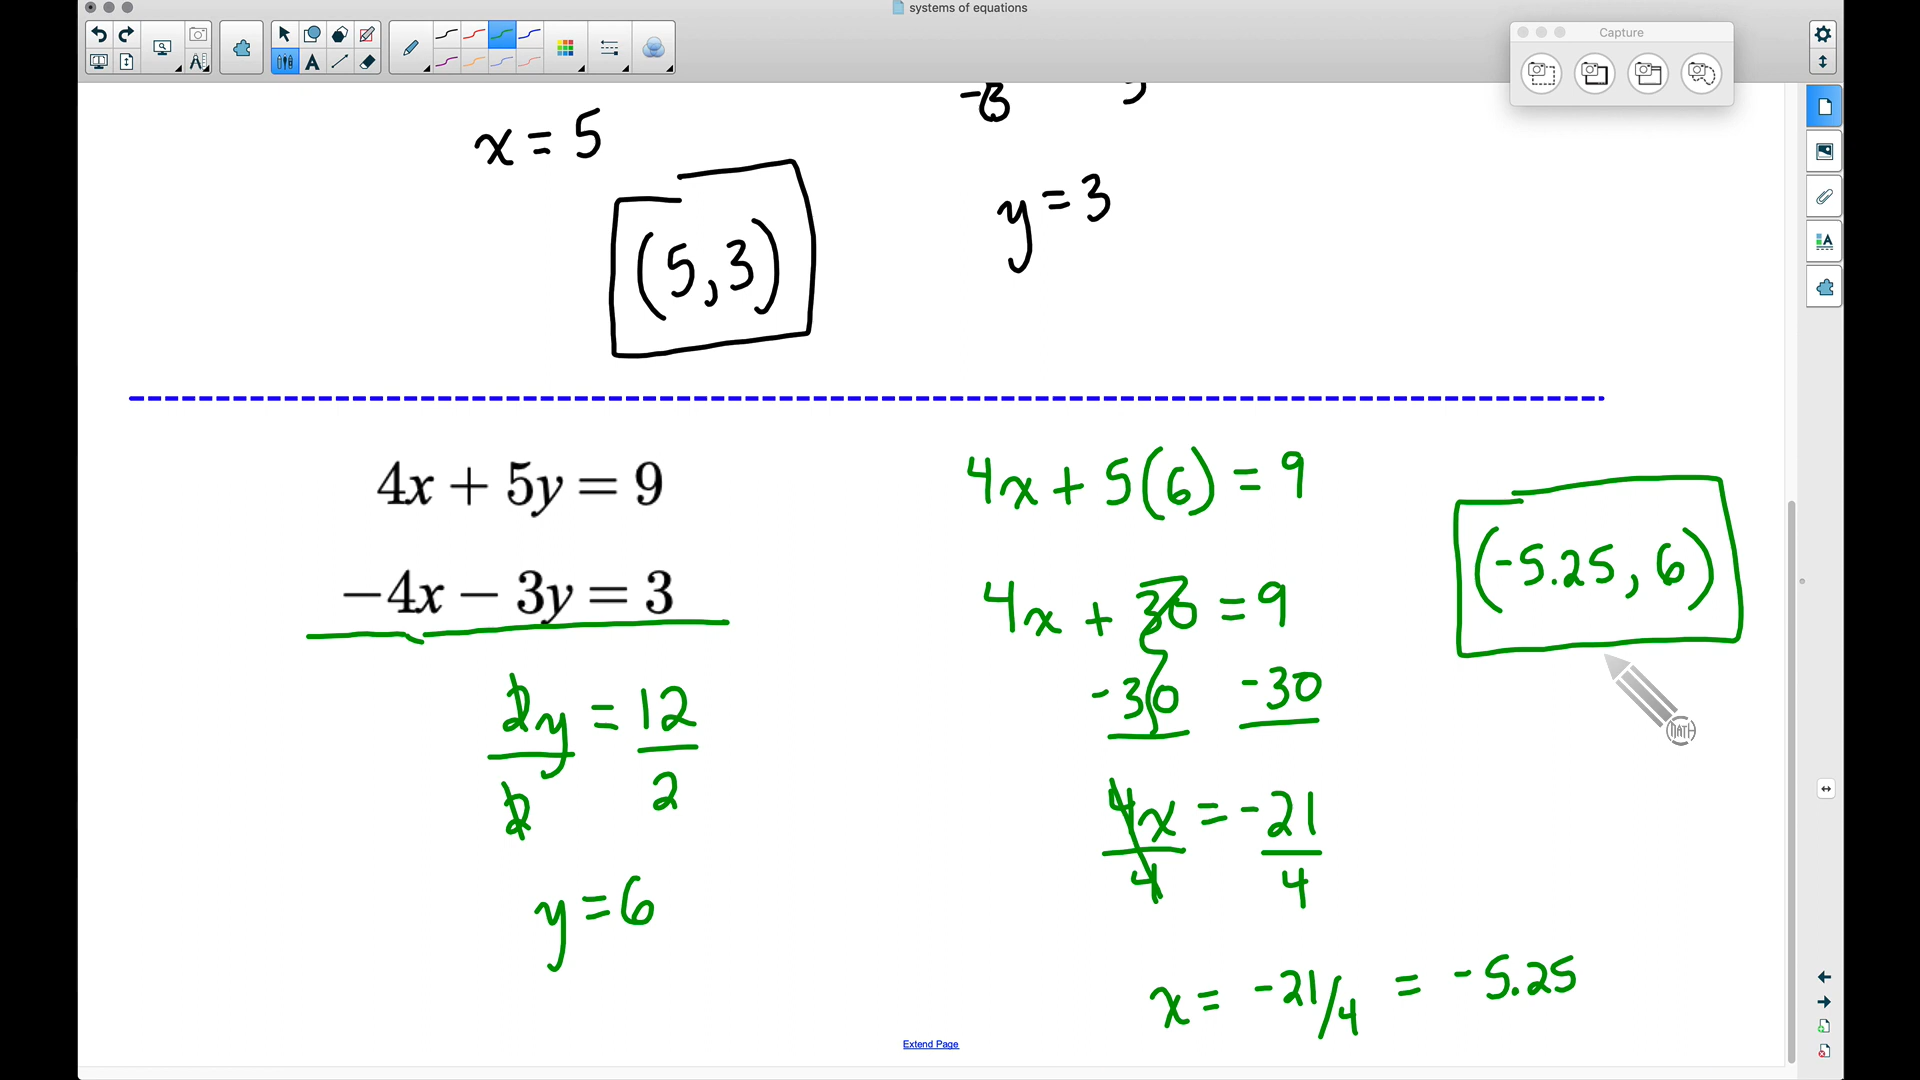 systems of equations
Capture
x = 5
y = 3
(5, 3)
4x + 5y = 9
−4x − 3y = 3
2y = 12
2 2
y = 6
4x + 5(6) = 9
4x + 30 = 9
-30 -30
4x = -21
4 4
x = -21/4 = -5.25
(-5.25, 6)
MATH
Extend Page